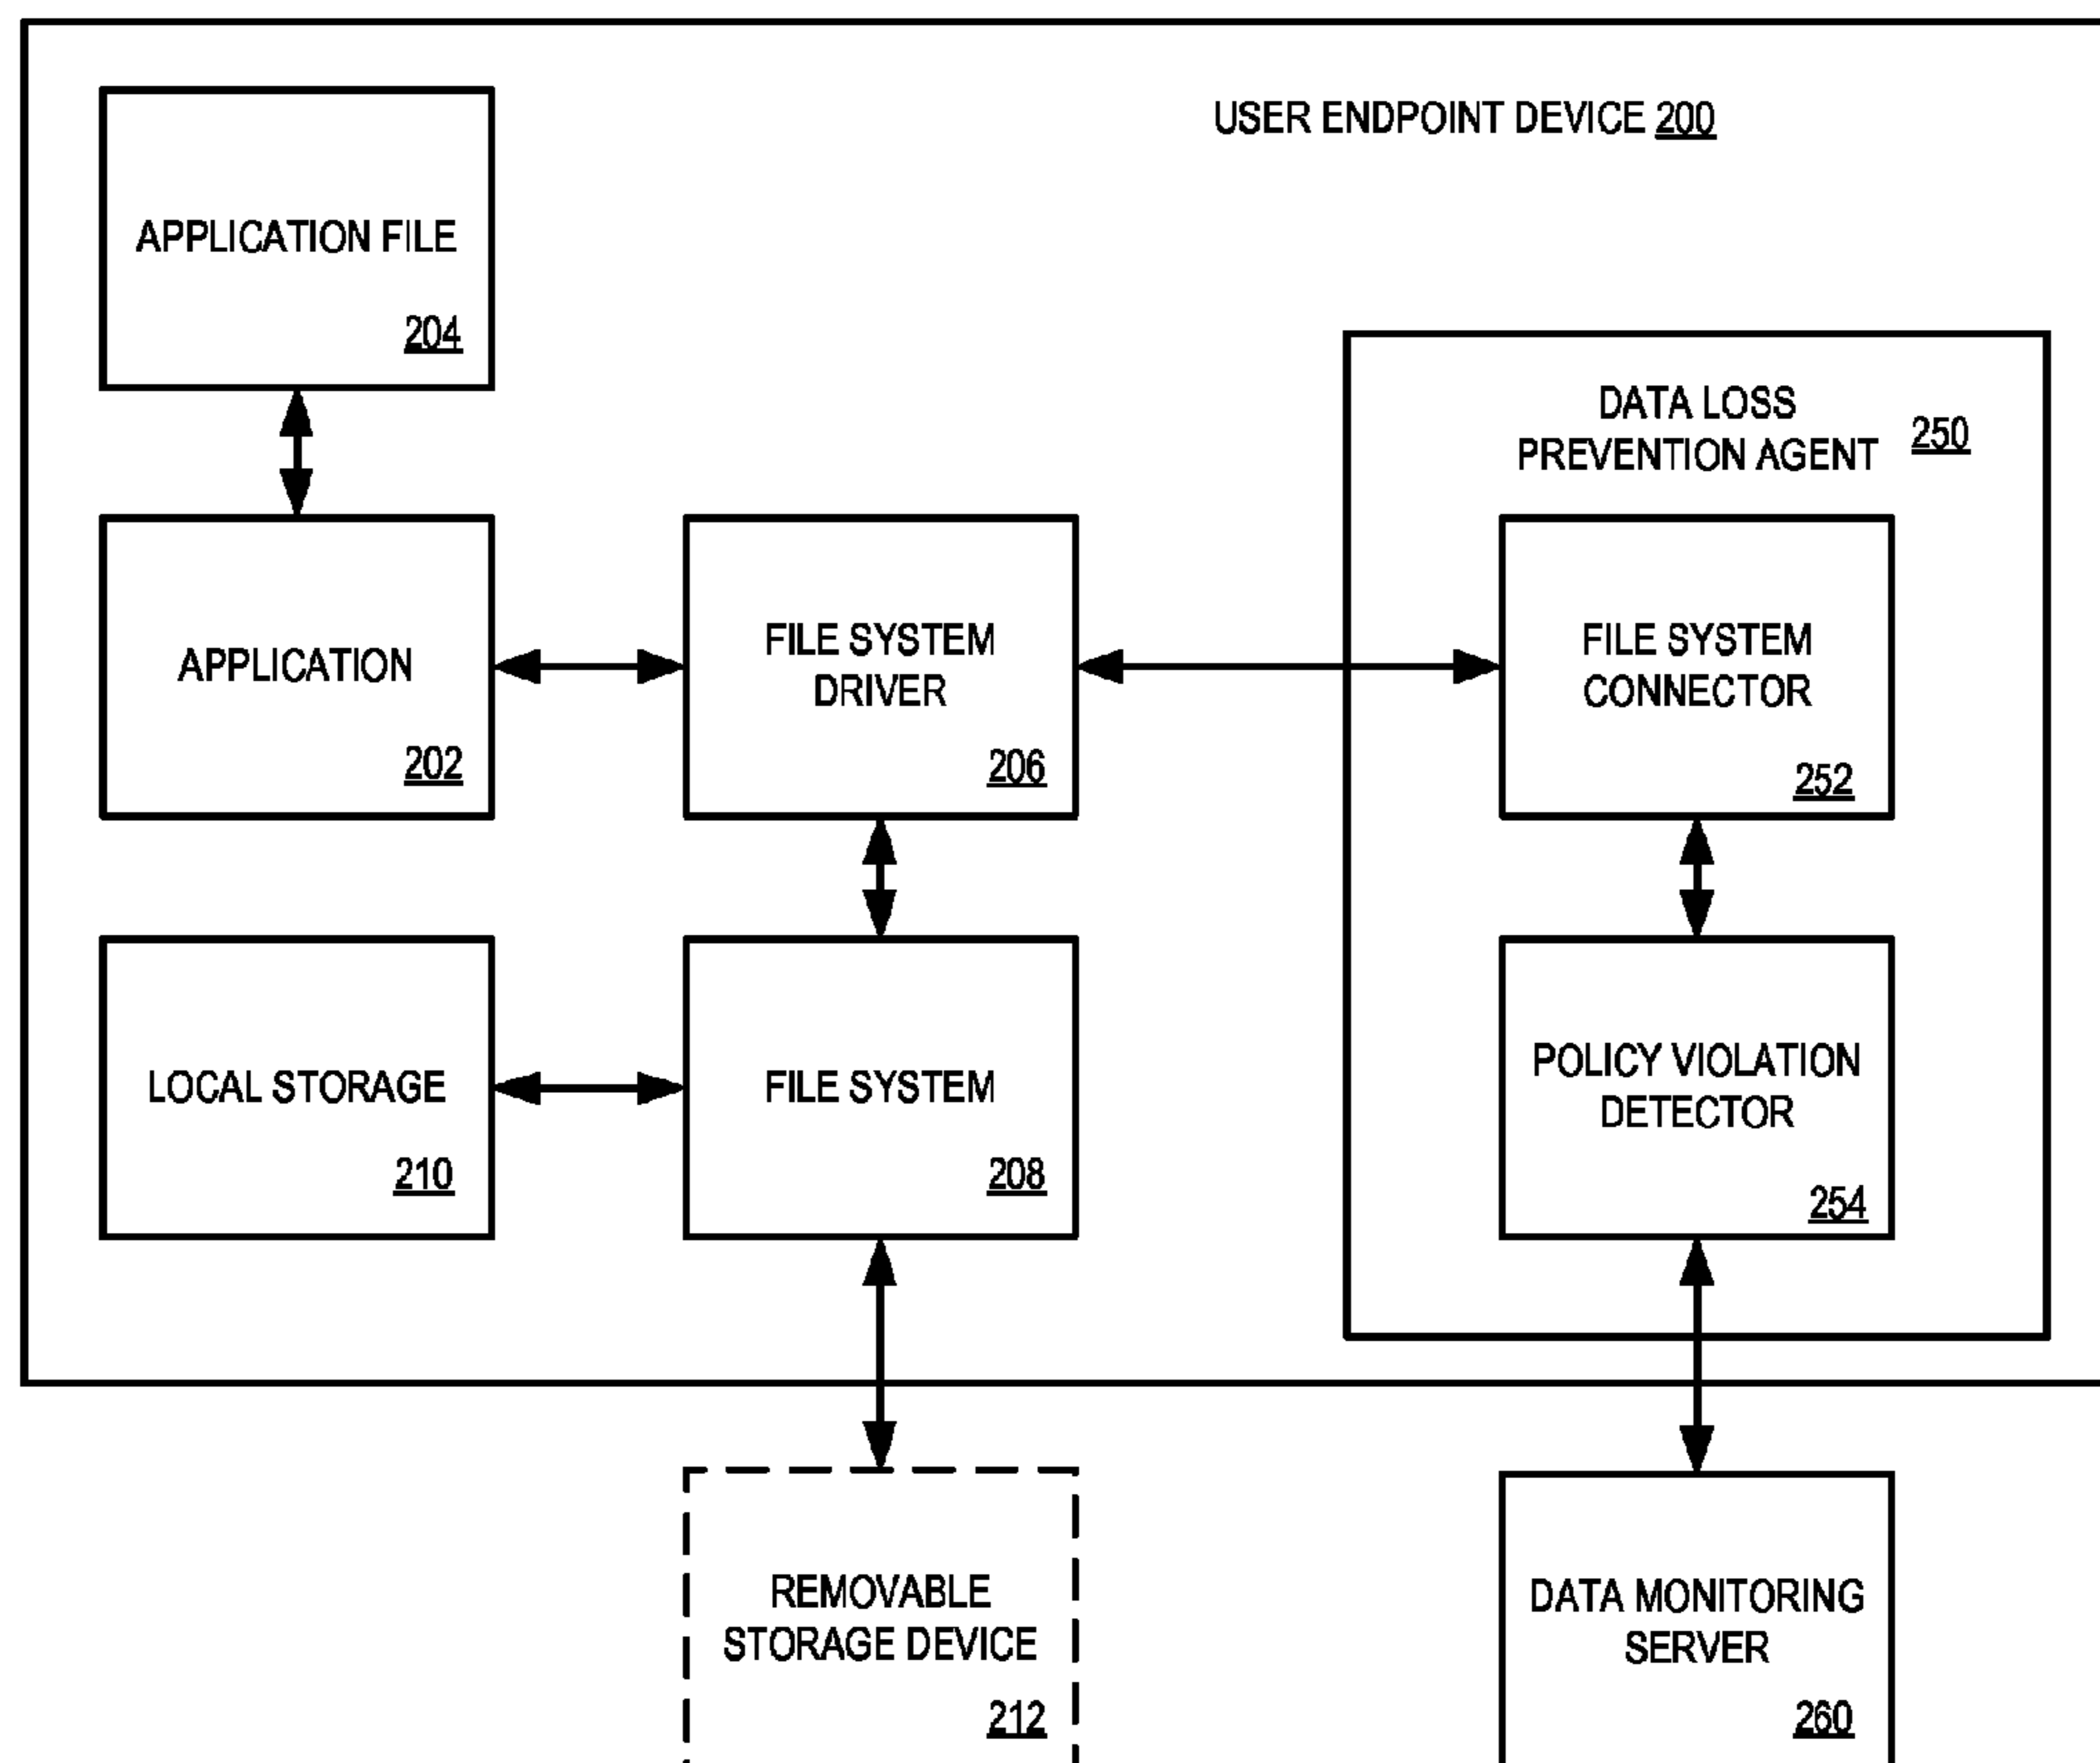 USER ENDPOINT DEVICE 200
APPLICATION FILE
204
DATA LOSS
PREVENTION AGENT 250
APPLICATION
202
FILE SYSTEM
DRIVER
206
FILE SYSTEM
CONNECTOR
252
LOCAL STORAGE
210
FILE SYSTEM
208
POLICY VIOLATION
DETECTOR
254
REMOVABLE
STORAGE DEVICE
212
DATA MONITORING
SERVER
260